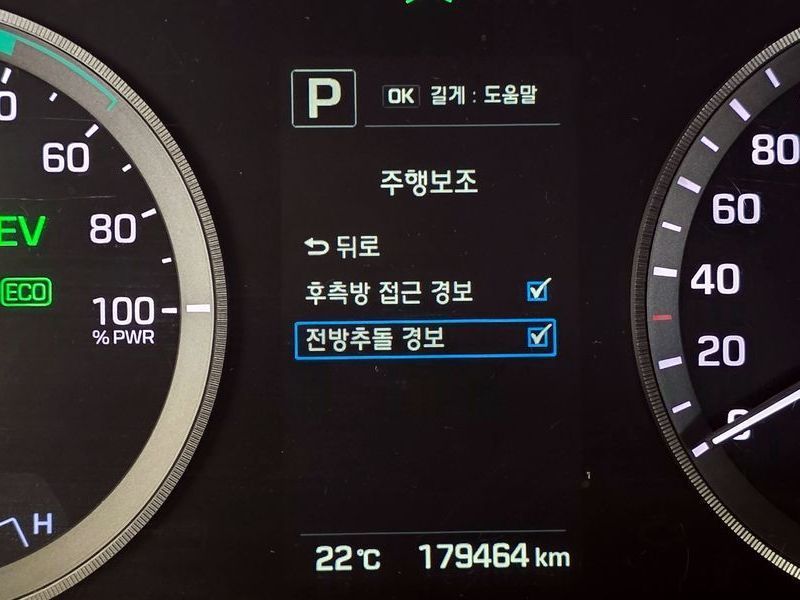 P
OK 길게 : 도움말
주행보조
뒤로
후측방 접근 경보
전방추돌 경보
22°C 179464 km
60
80
100
% PWR
EV
ECO
H
80
60
40
20
0